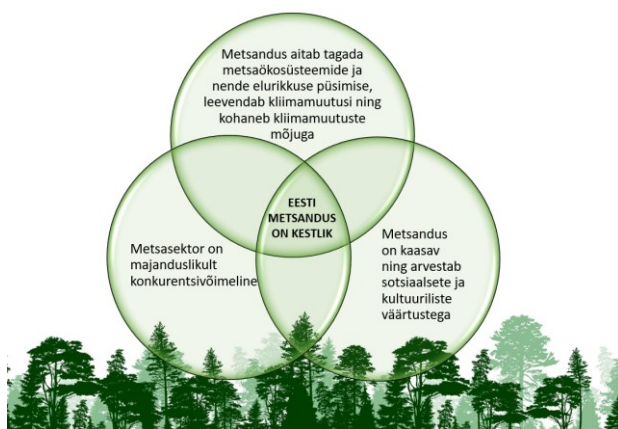 Metsandus aitab tagada
metsaökosüsteemide ja
nende elurikkuse püsimise,
leevendab kliimamuutusi ning
kohaneb kliimamuutuste
mõjuga
EESTI
METSANDUS
ON KESTLIK
Metsasektor on
majanduslikult
konkurentsivõimeline
Metsandus
on kaasav
ning arvestab
sotsiaalsete ja
kultuuriliste
väärtustega